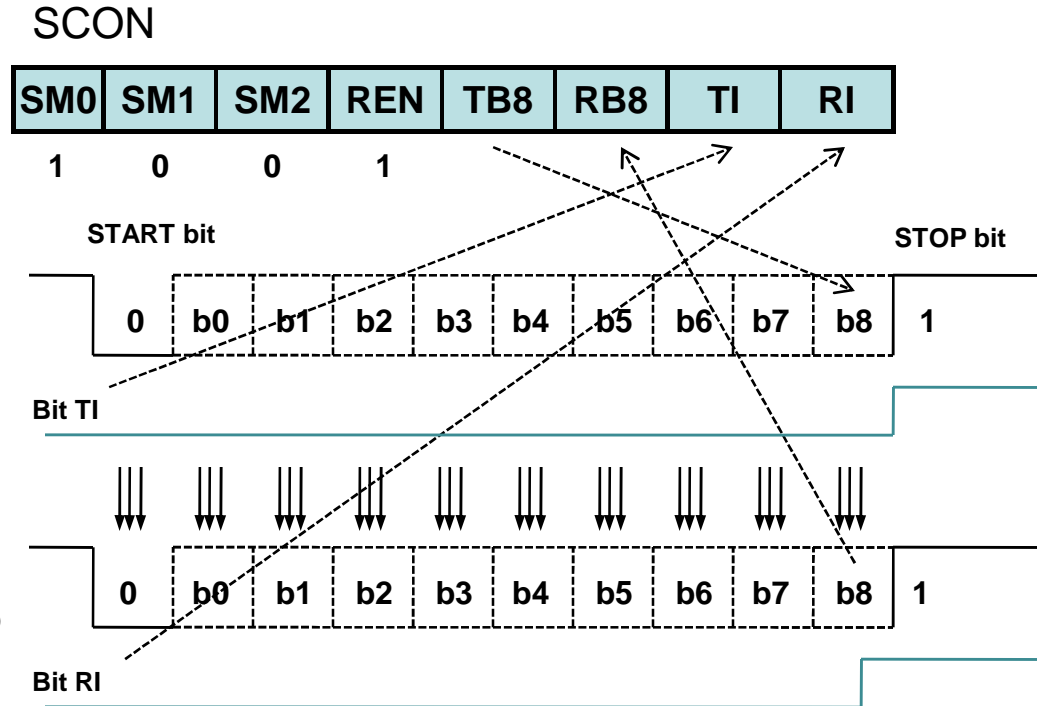 SCON
SM0 SM1 SM2 REN TB8 RB8 TI RI
1 0 0 1
START bit
STOP bit
0 b0 b1 b2 b3 b4 b5 b6 b7 b8 1
Bit TI
0 b0 b1 b2 b3 b4 b5 b6 b7 b8 1
Bit RI